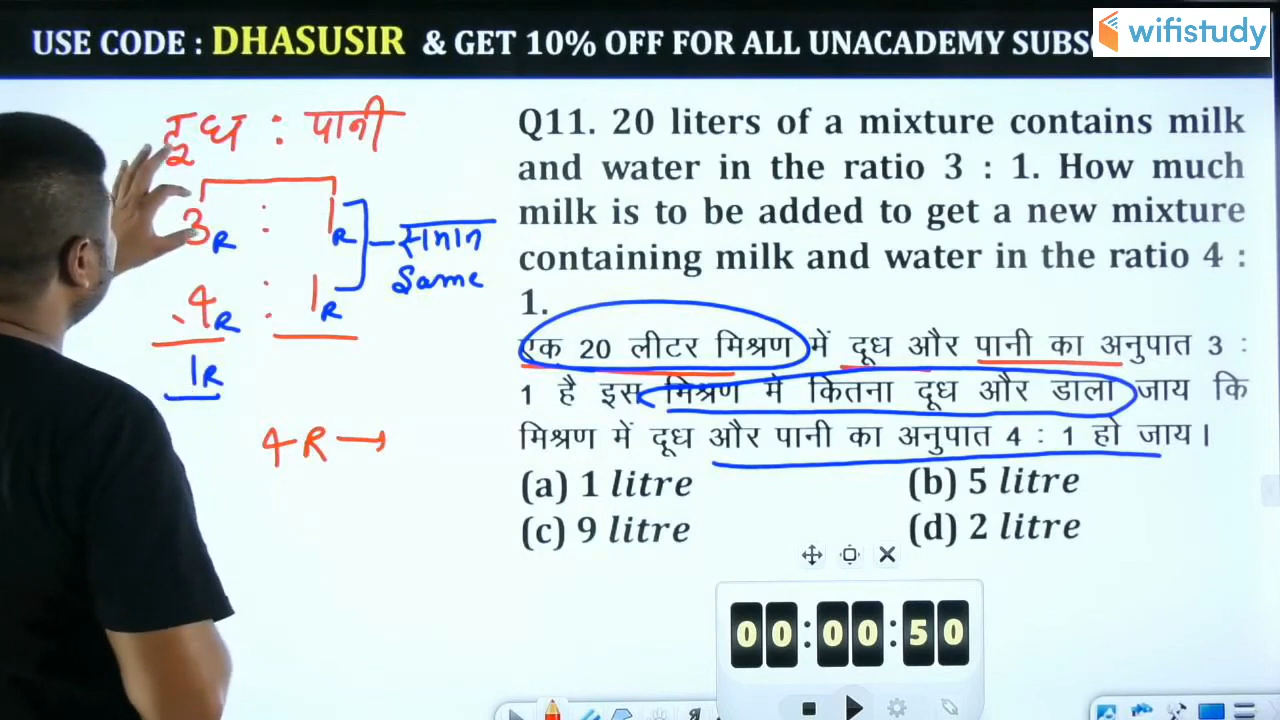 USE CODE : DHASUSIR & GET 10% OFF FOR ALL UNACADEMY SUBS
wifistudy
दूध : पानी
3R : 1R
समान
Same
4R : 1R
1R
4R →
Q11. 20 liters of a mixture contains milk
and water in the ratio 3 : 1. How much
milk is to be added to get a new mixture
containing milk and water in the ratio 4 :
1.
एक 20 लीटर मिश्रण में दूध और पानी का अनुपात 3 :
1 है इस मिश्रण में कितना दूध और डाला जाय कि
मिश्रण में दूध और पानी का अनुपात 4 : 1 हो जाय।
(a) 1 litre (b) 5 litre
(c) 9 litre (d) 2 litre
00:00:50